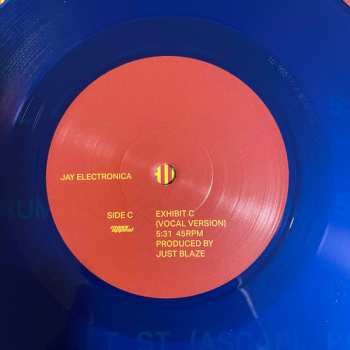 JAY ELECTRONICA
SIDE C
EXHIBIT C
(VOCAL VERSION)
5:31 45RPM
PRODUCED BY
JUST BLAZE